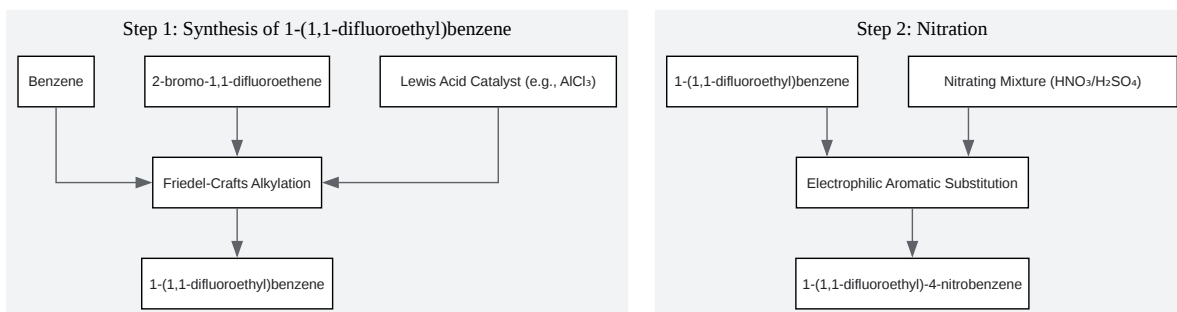 Step 1: Synthesis of 1-(1,1-difluoroethyl)benzene
Benzene
2-bromo-1,1-difluoroethene
Lewis Acid Catalyst (e.g., AlCl₃)
Friedel-Crafts Alkylation
1-(1,1-difluoroethyl)benzene
Step 2: Nitration
1-(1,1-difluoroethyl)benzene
Nitrating Mixture (HNO₃/H₂SO₄)
Electrophilic Aromatic Substitution
1-(1,1-difluoroethyl)-4-nitrobenzene